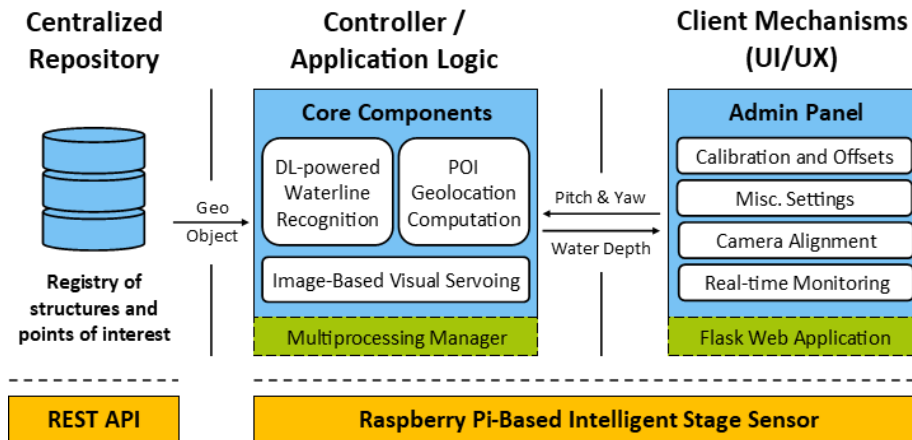 Centralized
Repository
Controller /
Application Logic
Client Mechanisms
(UI/UX)
Core Components
Admin Panel
DL-powered
Waterline
Recognition
POI
Geolocation
Computation
Image-Based Visual Servoing
Multiprocessing Manager
Geo
Object
Pitch & Yaw
Water Depth
Calibration and Offsets
Misc. Settings
Camera Alignment
Real-time Monitoring
Flask Web Application
Registry of
structures and
points of interest
REST API
Raspberry Pi-Based Intelligent Stage Sensor